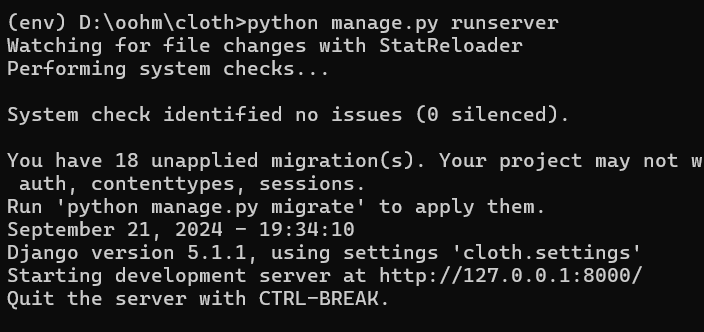 (env) D:\oohm\cloth>python manage.py runserver
Watching for file changes with StatReloader
Performing system checks...
System check identified no issues (0 silenced).
You have 18 unapplied migration(s). Your project may not w
auth, contenttypes, sessions.
Run 'python manage.py migrate' to apply them.
September 21, 2024 - 19:34:10
Django version 5.1.1, using settings 'cloth.settings'
Starting development server at http://127.0.0.1:8000/
Quit the server with CTRL-BREAK.